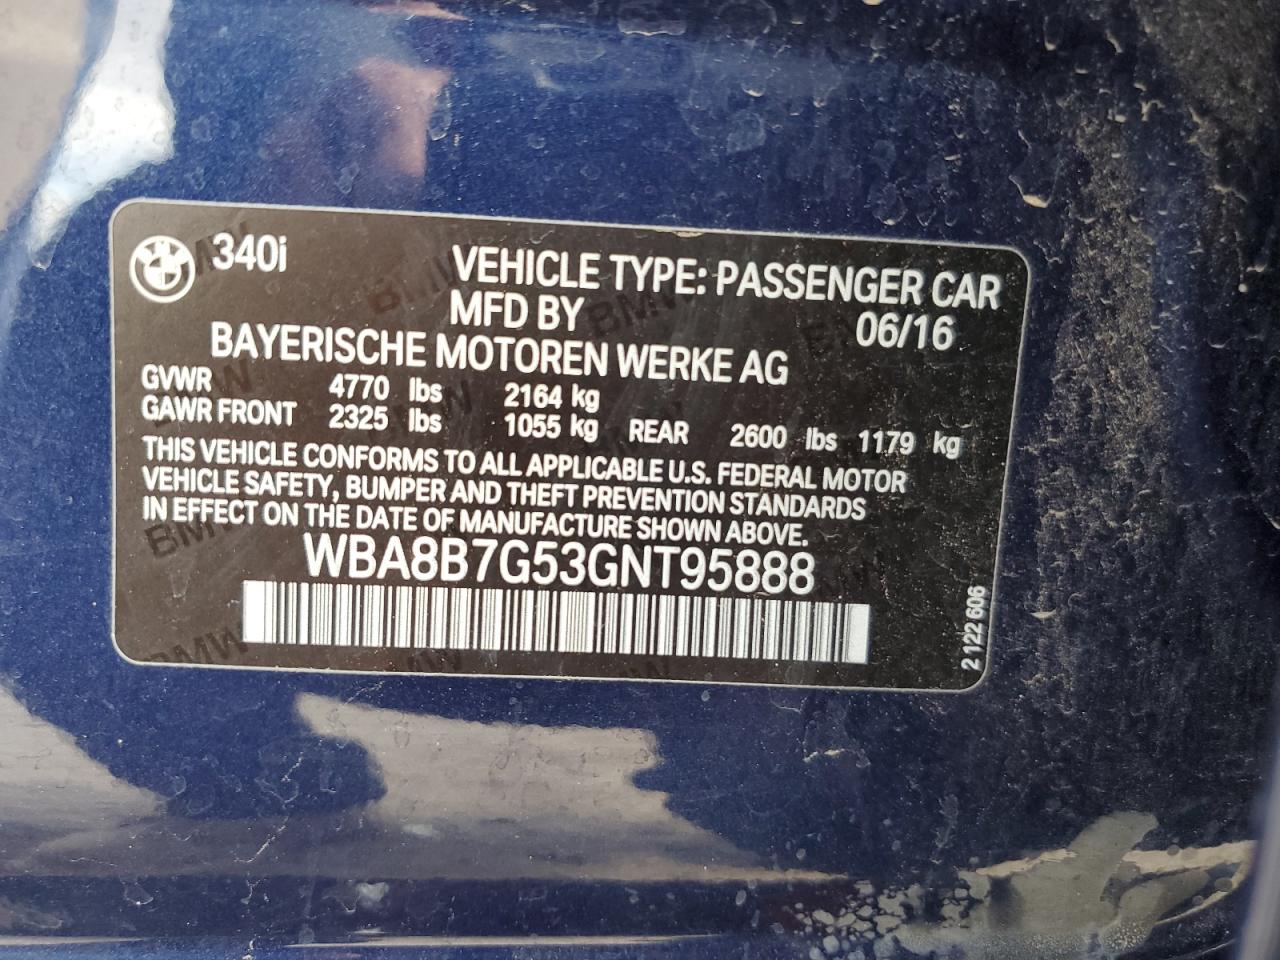 340i
VEHICLE TYPE: PASSENGER CAR
MFD BY 06/16
BAYERISCHE MOTOREN WERKE AG
GVWR 4770 lbs 2164 kg
GAWR FRONT 2325 lbs 1055 kg REAR 2600 lbs 1179 kg
THIS VEHICLE CONFORMS TO ALL APPLICABLE U.S. FEDERAL MOTOR
VEHICLE SAFETY, BUMPER AND THEFT PREVENTION STANDARDS
IN EFFECT ON THE DATE OF MANUFACTURE SHOWN ABOVE.
WBA8B7G53GNT95888
2 122 606